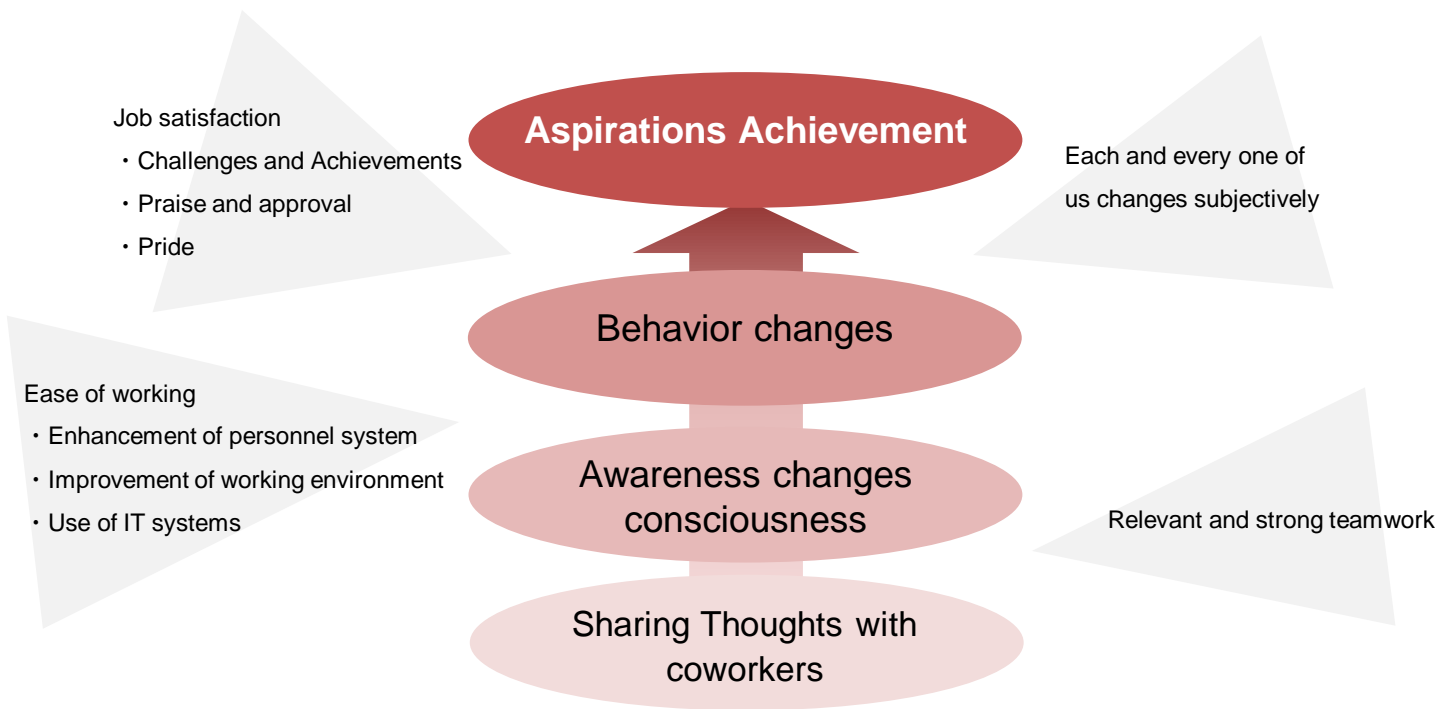 Job satisfaction
・Challenges and Achievements
・Praise and approval
・Pride
Ease of working
・Enhancement of personnel system
・Improvement of working environment
・Use of IT systems
Aspirations Achievement
Behavior changes
Awareness changes
consciousness
Sharing Thoughts with
coworkers
Each and every one of
us changes subjectively
Relevant and strong teamwork